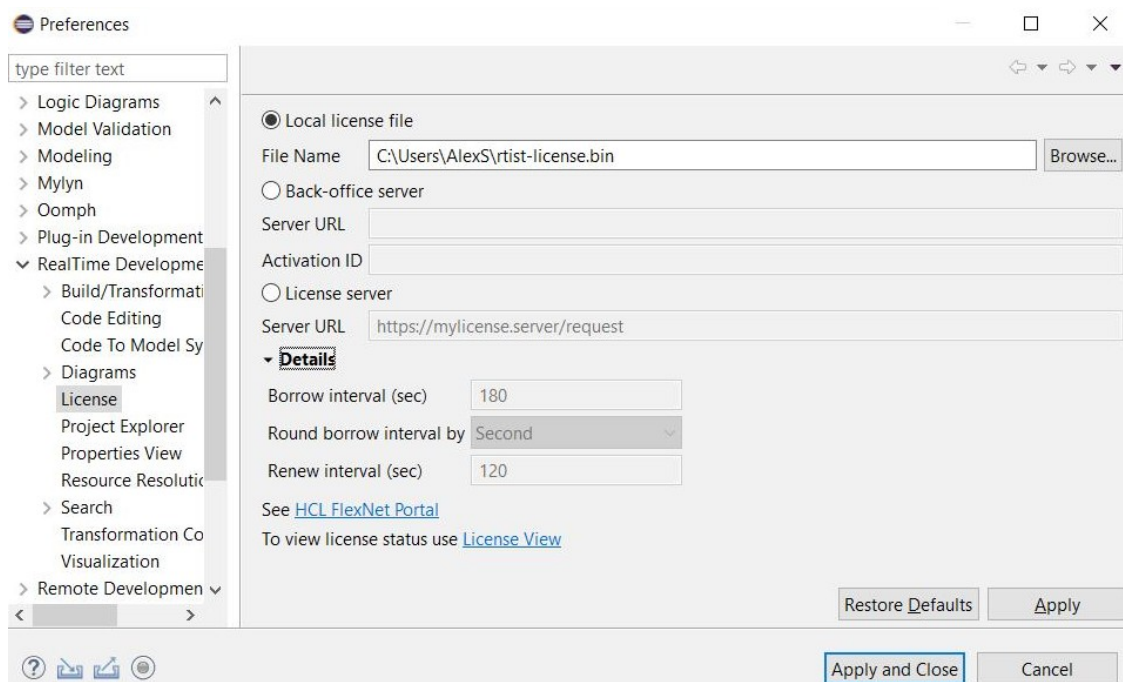 Preferences
type filter text
Logic Diagrams
Model Validation
Modeling
Mylyn
Oomph
Plug-in Development
RealTime Developme
Build/Transformati
Code Editing
Code To Model Sy
Diagrams
License
Project Explorer
Properties View
Resource Resolutic
Search
Transformation Co
Visualization
Remote Developmen
Local license file
File Name C:\Users\AlexS\rtist-license.bin Browse...
Back-office server
Server URL
Activation ID
License server
Server URL https://mylicense.server/request
Details
Borrow interval (sec) 180
Round borrow interval by Second
Renew interval (sec) 120
See HCL FlexNet Portal
To view license status use License View
Restore Defaults Apply
Apply and Close Cancel